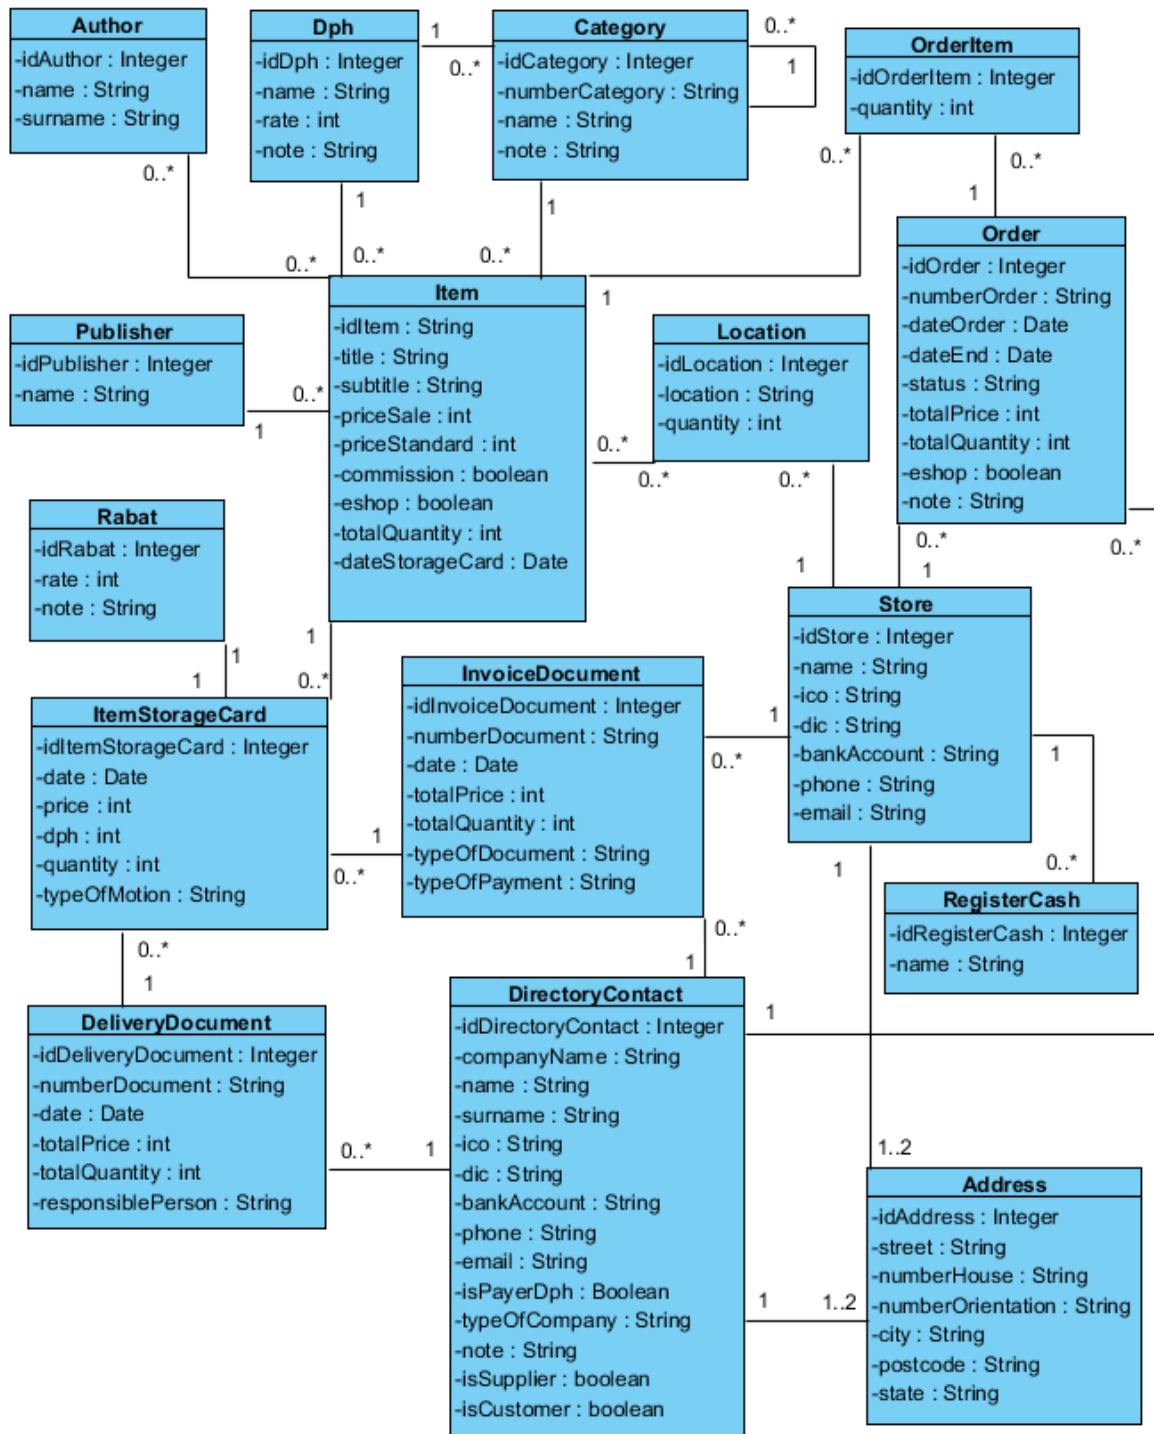 Author
-idAuthor : Integer
-name : String
-surname : String
Dph
-idDph : Integer
-name : String
-rate : int
-note : String
1
0..*
Category
-idCategory : Integer
-numberCategory : String
-name : String
-note : String
0..*
1
OrderItem
-idOrderItem : Integer
-quantity : int
0..*
0..*
1
0..*
1
0..*
1
0..*
0..*
1
Order
-idOrder : Integer
-numberOrder : String
-dateOrder : Date
-dateEnd : Date
-status : String
-totalPrice : int
-totalQuantity : int
-eshop : boolean
-note : String
0..*
0..*
1
Publisher
-idPublisher : Integer
-name : String
0..*
1
Item
-idItem : String
-title : String
-subtitle : String
-priceSale : int
-priceStandard : int
-commission : boolean
-eshop : boolean
-totalQuantity : int
-dateStorageCard : Date
1
Location
-idLocation : Integer
-location : String
-quantity : int
0..*
0..*
0..*
1
Rabat
-idRabat : Integer
-rate : int
-note : String
1
1
0..*
1
ItemStorageCard
-idItemStorageCard : Integer
-date : Date
-price : int
-dph : int
-quantity : int
-typeOfMotion : String
1
0..*
0..*
1
InvoiceDocument
-idInvoiceDocument : Integer
-numberDocument : String
-date : Date
-totalPrice : int
-totalQuantity : int
-typeOfDocument : String
-typeOfPayment : String
1
0..*
0..*
1
Store
-idStore : Integer
-name : String
-ico : String
-dic : String
-bankAccount : String
-phone : String
-email : String
1
0..*
1
1..2
RegisterCash
-idRegisterCash : Integer
-name : String
DeliveryDocument
-idDeliveryDocument : Integer
-numberDocument : String
-date : Date
-totalPrice : int
-totalQuantity : int
-responsiblePerson : String
0..*
1
DirectoryContact
-idDirectoryContact : Integer
-companyName : String
-name : String
-surname : String
-ico : String
-dic : String
-bankAccount : String
-phone : String
-email : String
-isPayerDph : Boolean
-typeOfCompany : String
-note : String
-isSupplier : boolean
-isCustomer : boolean
1
1
1..2
Address
-idAddress : Integer
-street : String
-numberHouse : String
-numberOrientation : String
-city : String
-postcode : String
-state : String